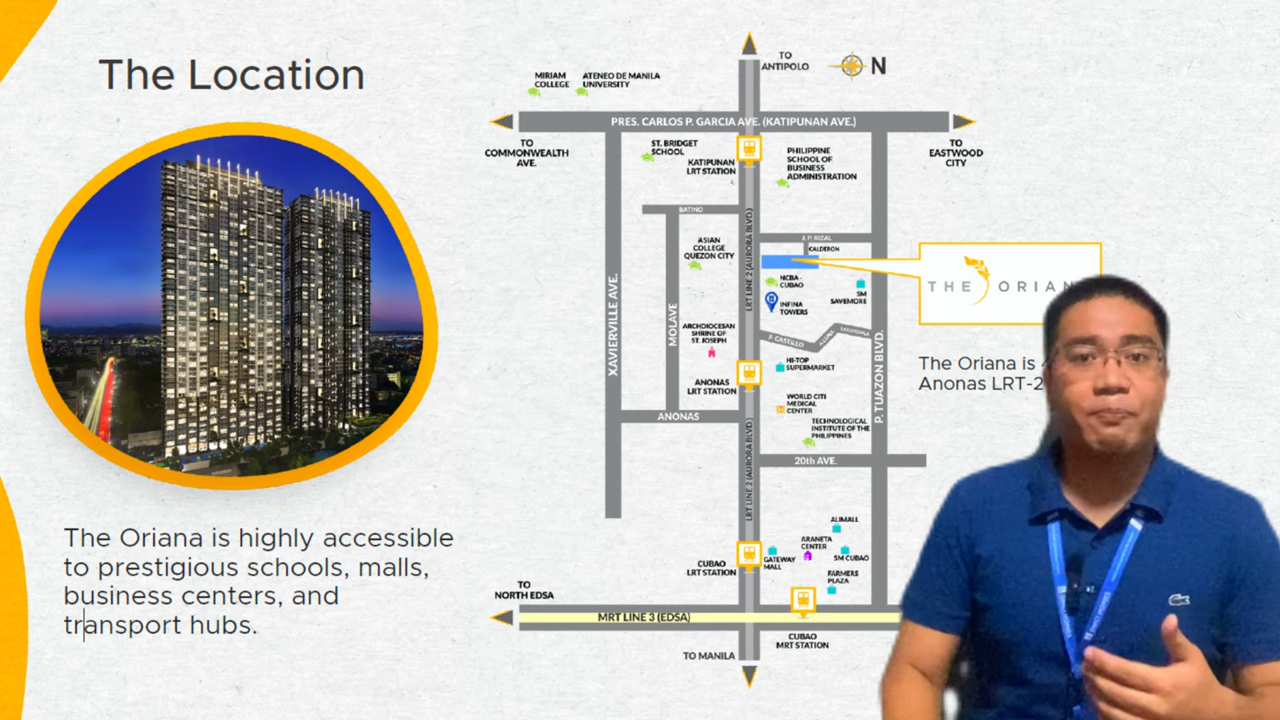 The Location
The Oriana is highly accessible
to prestigious schools, malls,
business centers, and
transport hubs.
TO
ANTIPOLO
N
MIRIAM
COLLEGE
ATENEO DE MANILA
UNIVERSITY
PRES. CARLOS P. GARCIA AVE. (KATIPUNAN AVE.)
TO
COMMONWEALTH
AVE.
TO
EASTWOOD
CITY
ST. BRIDGET
SCHOOL
KATIPUNAN
LRT STATION
PHILIPPINE
SCHOOL OF
BUSINESS
ADMINISTRATION
BATINO
J.P. RIZAL
CALDERON
ASIAN
COLLEGE
QUEZON CITY
LRT LINE 2 (AURORA BLVD.)
NCBA -
CUBAO
INFINA
TOWERS
SM
SAVEMORE
THE ORIAN
XAVIERVILLE AVE.
MOLAVE
ARCHDIOCESAN
SHRINE OF
ST. JOSEPH
P. CASTILLO
P. TUAZON BLVD.
HI-TOP
SUPERMARKET
The Oriana is
Anonas LRT-2
ANONAS
LRT STATION
WORLD CITI
MEDICAL
CENTER
ANONAS
TECHNOLOGICAL
INSTITUTE OF THE
PHILIPPINES
20th AVE.
LRT LINE 2 (AURORA BLVD.)
ALIMALL
ARANETA
CENTER
GATEWAY
MALL
SM CUBAO
CUBAO
LRT STATION
FARMERS
PLAZA
TO
NORTH EDSA
MRT LINE 3 (EDSA)
CUBAO
MRT STATION
TO MANILA